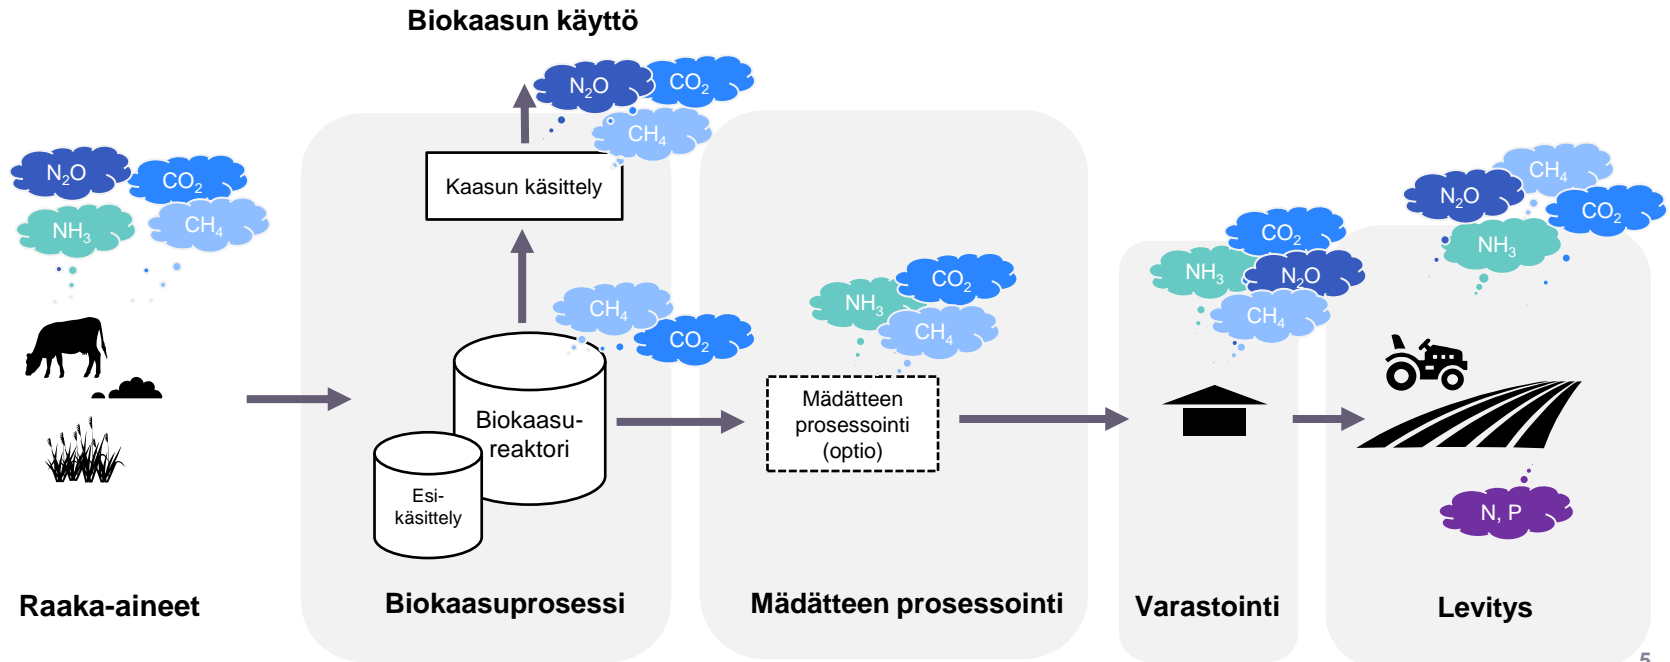 Biokaasun käyttö
N₂O
CO₂
CH₄
N₂O
CO₂
NH₃
CH₄
Kaasun käsittely
CH₄
CO₂
Biokaasu-
reaktori
Esi-
käsittely
NH₃
CO₂
CH₄
Mädätteen
prosessointi
(optio)
CO₂
NH₃
N₂O
CH₄
CH₄
N₂O
CO₂
NH₃
N, P
Raaka-aineet
Biokaasuprosessi
Mädätteen prosessointi
Varastointi
Levitys
5